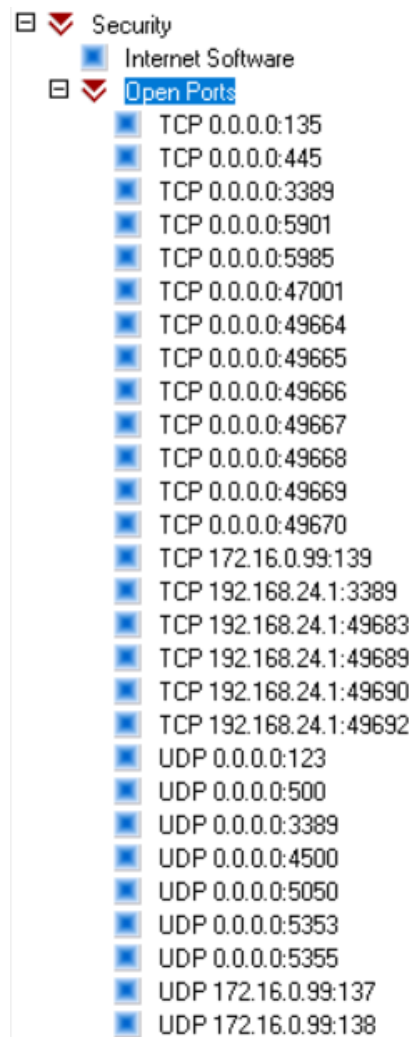 Security
Internet Software
Open Ports
TCP 0.0.0.0:135
TCP 0.0.0.0:445
TCP 0.0.0.0:3389
TCP 0.0.0.0:5901
TCP 0.0.0.0:5985
TCP 0.0.0.0:47001
TCP 0.0.0.0:49664
TCP 0.0.0.0:49665
TCP 0.0.0.0:49666
TCP 0.0.0.0:49667
TCP 0.0.0.0:49668
TCP 0.0.0.0:49669
TCP 0.0.0.0:49670
TCP 172.16.0.99:139
TCP 192.168.24.1:3389
TCP 192.168.24.1:49683
TCP 192.168.24.1:49689
TCP 192.168.24.1:49690
TCP 192.168.24.1:49692
UDP 0.0.0.0:123
UDP 0.0.0.0:500
UDP 0.0.0.0:3389
UDP 0.0.0.0:4500
UDP 0.0.0.0:5050
UDP 0.0.0.0:5353
UDP 0.0.0.0:5355
UDP 172.16.0.99:137
UDP 172.16.0.99:138